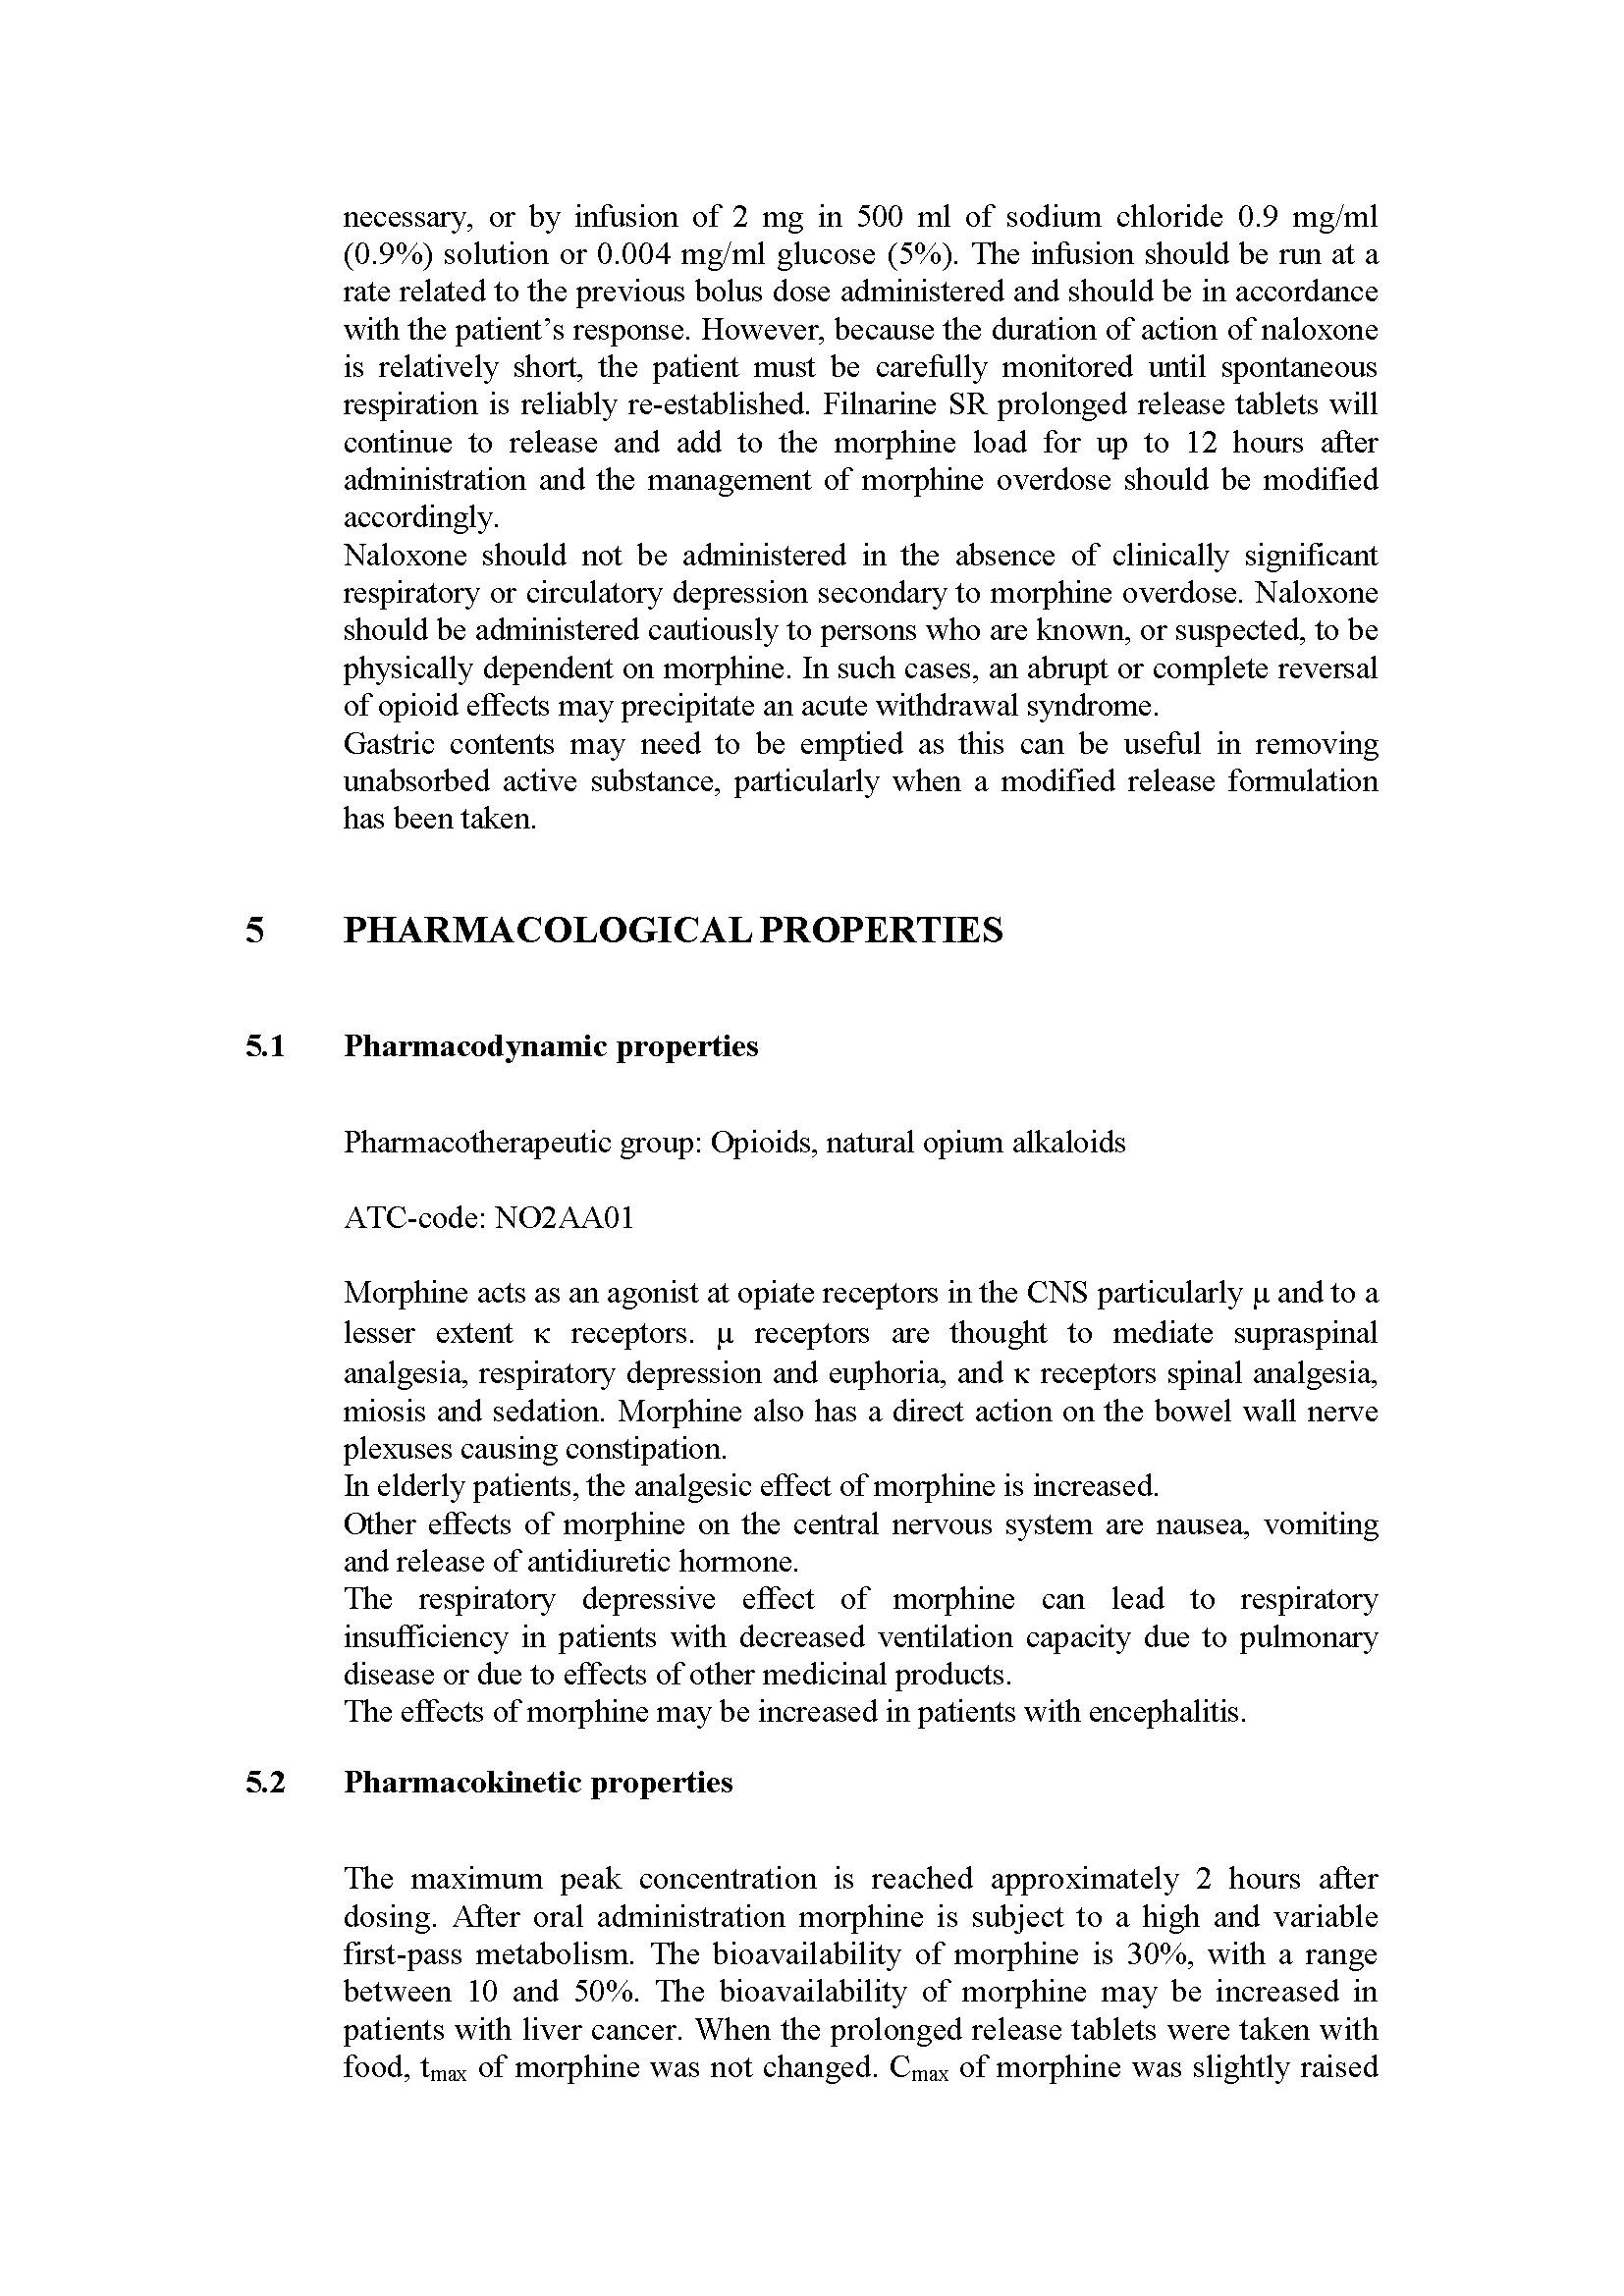 necessary, or by infusion of 2 mg in 500 ml of sodium chloride 0.9 mg/ml
(0.9%) solution or 0.004 mg/ml glucose (5%). The infusion should be run at a
rate related to the previous bolus dose administered and should be in accordance
with the patient’s response. However, because the duration of action of naloxone
is relatively short, the patient must be carefully monitored until spontaneous
respiration is reliably re-established. Filnarine SR prolonged release tablets will
continue to release and add to the morphine load for up to 12 hours after
administration and the management of morphine overdose should be modified
accordingly.
Naloxone should not be administered in the absence of clinically significant
respiratory or circulatory depression secondary to morphine overdose. Naloxone
should be administered cautiously to persons who are known, or suspected, to be
physically dependent on morphine. In such cases, an abrupt or complete reversal
of opioid effects may precipitate an acute withdrawal syndrome.
Gastric contents may need to be emptied as this can be useful in removing
unabsorbed active substance, particularly when a modified release formulation
has been taken.
5 PHARMACOLOGICAL PROPERTIES
5.1 Pharmacodynamic properties
Pharmacotherapeutic group: Opioids, natural opium alkaloids
ATC-code: NO2AA01
Morphine acts as an agonist at opiate receptors in the CNS particularly µ and to a
lesser extent κ receptors. µ receptors are thought to mediate supraspinal
analgesia, respiratory depression and euphoria, and κ receptors spinal analgesia,
miosis and sedation. Morphine also has a direct action on the bowel wall nerve
plexuses causing constipation.
In elderly patients, the analgesic effect of morphine is increased.
Other effects of morphine on the central nervous system are nausea, vomiting
and release of antidiuretic hormone.
The respiratory depressive effect of morphine can lead to respiratory
insufficiency in patients with decreased ventilation capacity due to pulmonary
disease or due to effects of other medicinal products.
The effects of morphine may be increased in patients with encephalitis.
5.2 Pharmacokinetic properties
The maximum peak concentration is reached approximately 2 hours after
dosing. After oral administration morphine is subject to a high and variable
first-pass metabolism. The bioavailability of morphine is 30%, with a range
between 10 and 50%. The bioavailability of morphine may be increased in
patients with liver cancer. When the prolonged release tablets were taken with
food, tmax of morphine was not changed. Cmax of morphine was slightly raised